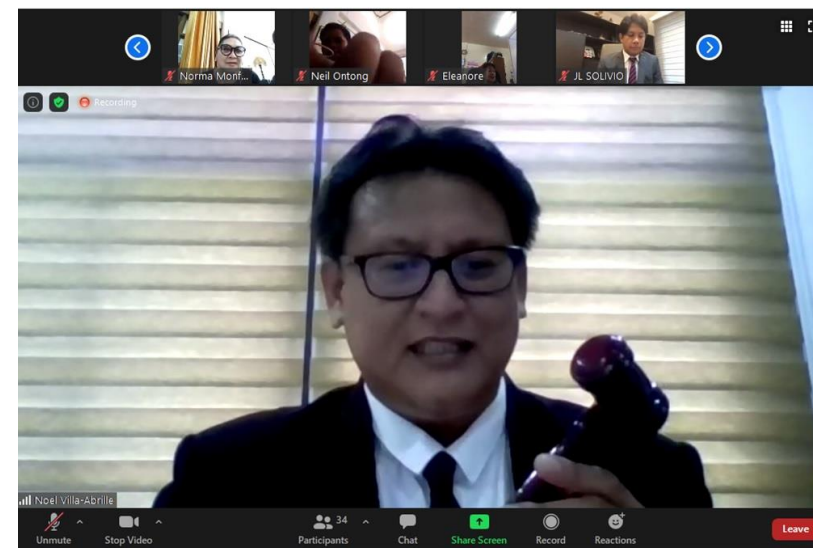 Norma Monf...
Neil Ontong
Eleanore
JL SOLIVIO
Recording
Noel Villa-Abrille
34
Unmute
Stop Video
Participants
Chat
Share Screen
Record
Reactions
Leave